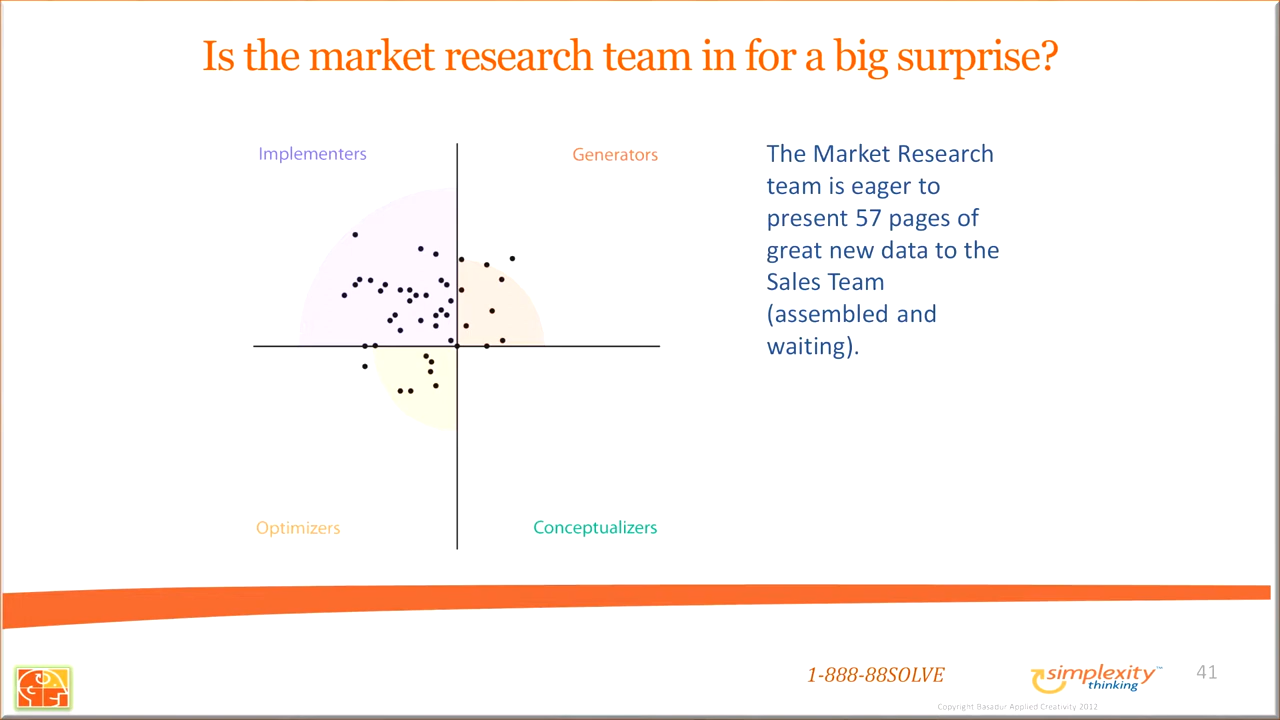 Is the market research team in for a big surprise?
Implementers
Generators
The Market Research
team is eager to
present 57 pages of
great new data to the
Sales Team
(assembled and
waiting).
Optimizers
Conceptualizers
1-888-88SOLVE
simplexity™
thinking
41
Copyright Basadur Applied Creativity 2012